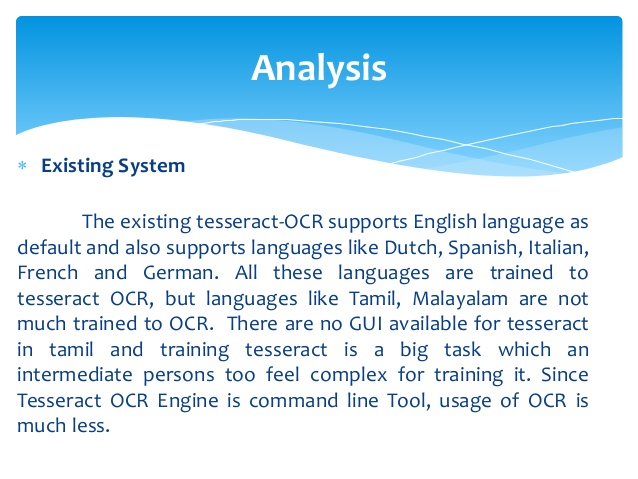 Analysis
* Existing System
The existing tesseract-OCR supports English language as
default and also supports languages like Dutch, Spanish, Italian,
French and German. All these languages are trained to
tesseract OCR, but languages like Tamil, Malayalam are not
much trained to OCR. There are no GUI available for tesseract
in tamil and training tesseract is a big task which an
intermediate persons too feel complex for training it. Since
Tesseract OCR Engine is command line Tool, usage of OCR is
much less.